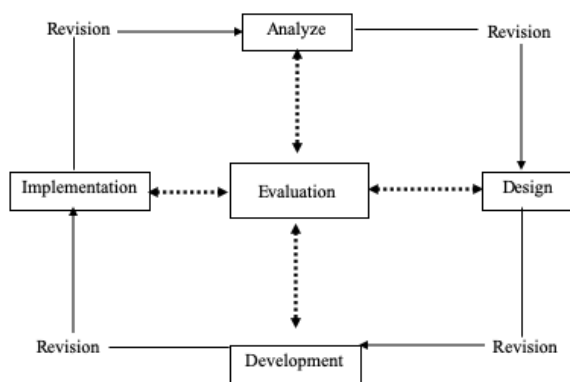 Revision
Analyze
Revision
Implementation
Evaluation
Design
Revision
Development
Revision